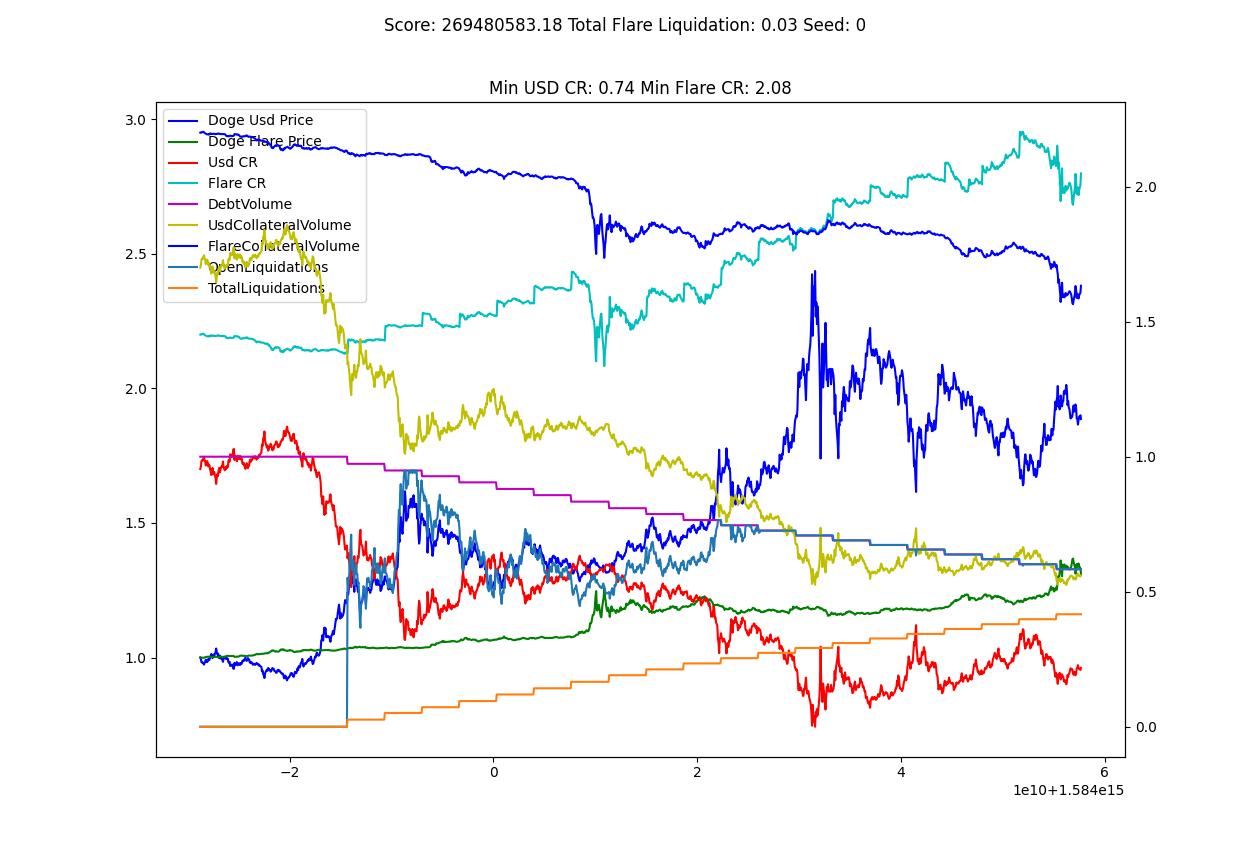 Score: 269480583.18 Total Flare Liquidation: 0.03 Seed: 0
Min USD CR: 0.74 Min Flare CR: 2.08
Doge Usd Price
Doge Flare Price
Usd CR
Flare CR
DebtVolume
UsdCollateralVolume
FlareCollateralVolume
OpenLiquidations
TotalLiquidations
3.0
2.5
2.0
1.5
1.0
2.0
1.5
1.0
0.5
0.0
−2
0
2
4
6
1e10+1.584e15